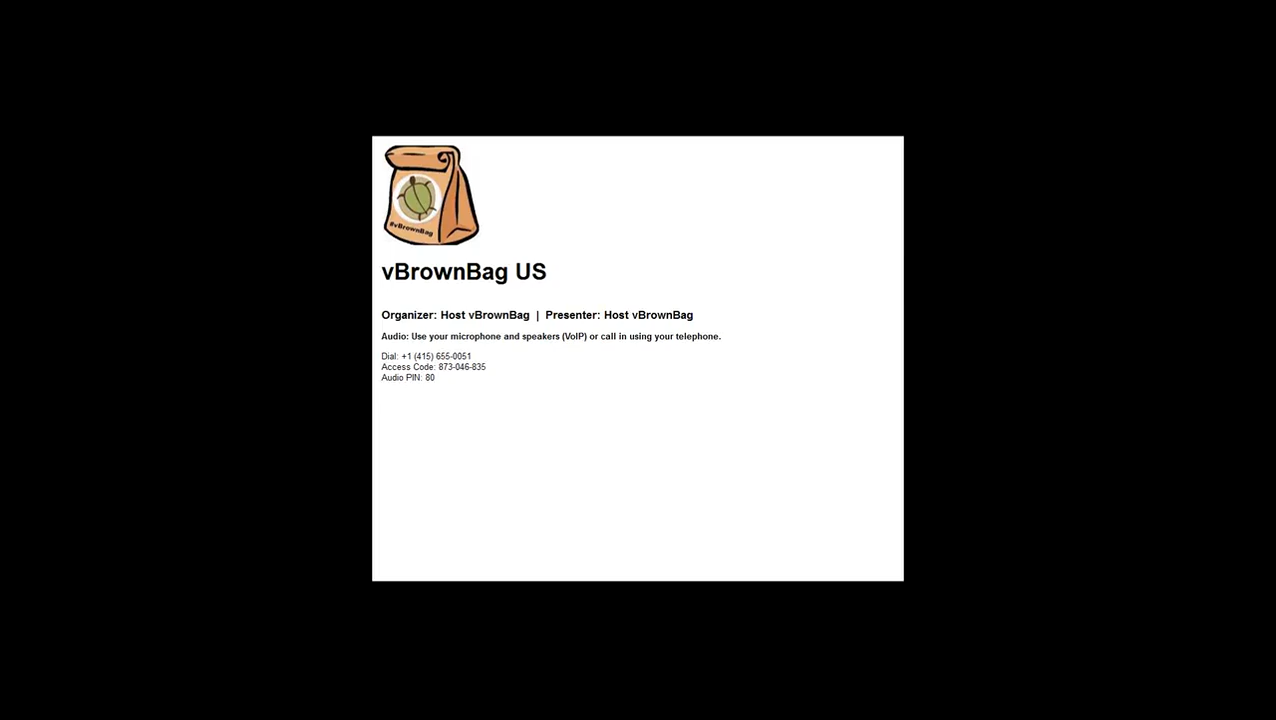 #vBrownBag
vBrownBag US
Organizer: Host vBrownBag | Presenter: Host vBrownBag
Audio: Use your microphone and speakers (VoIP) or call in using your telephone.
Dial: +1 (415) 655-0051
Access Code: 873-046-835
Audio PIN: 80